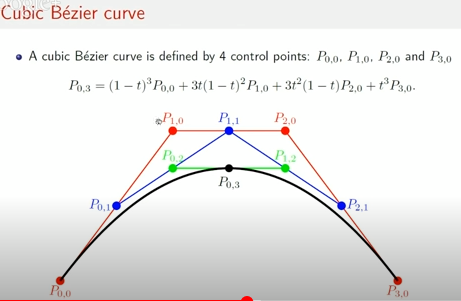 Cubic Bézier curve
A cubic Bézier curve is defined by 4 control points: P₀,₀, P₁,₀, P₂,₀ and P₃,₀
P₀,₃ = (1 − t)³P₀,₀ + 3t(1 − t)²P₁,₀ + 3t²(1 − t)P₂,₀ + t³P₃,₀.
P₁,₀ P₁,₁ P₂,₀
P₀,₂ P₁,₂
P₀,₃
P₀,₁ P₂,₁
P₀,₀ P₃,₀